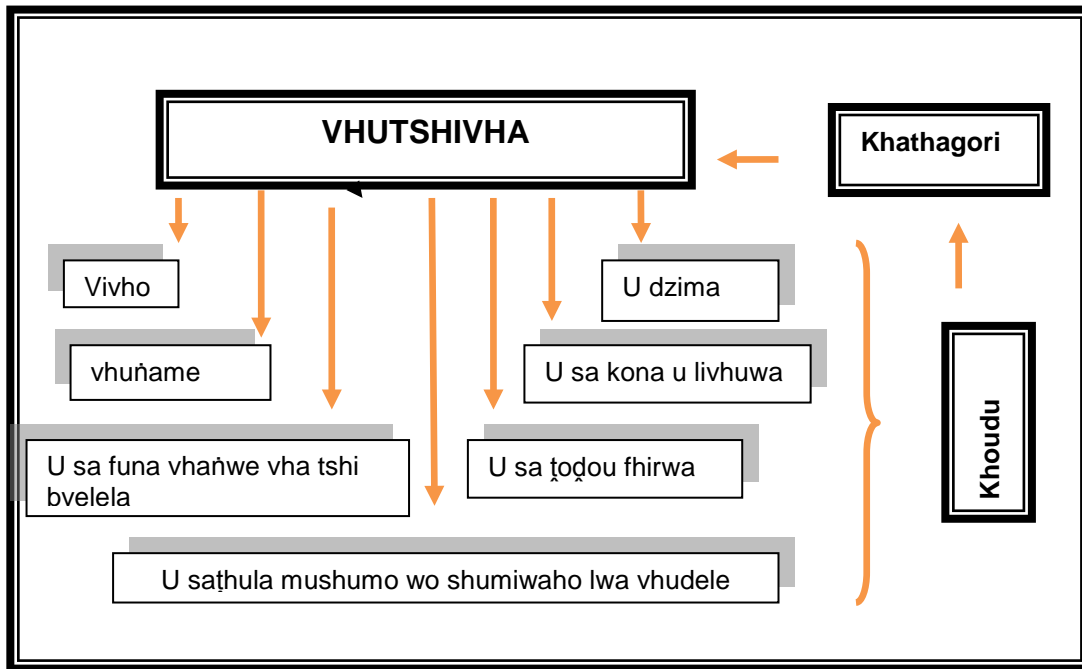 VHUTSHIVHA
Khathagori
Vivho
U dzima
vhuṅame
U sa kona u livhuwa
U sa funa vhaṅwe vha tshi
bvelela
U sa ṱoḓou fhirwa
Khoudu
U saṱhula mushumo wo shumiwaho lwa vhudele